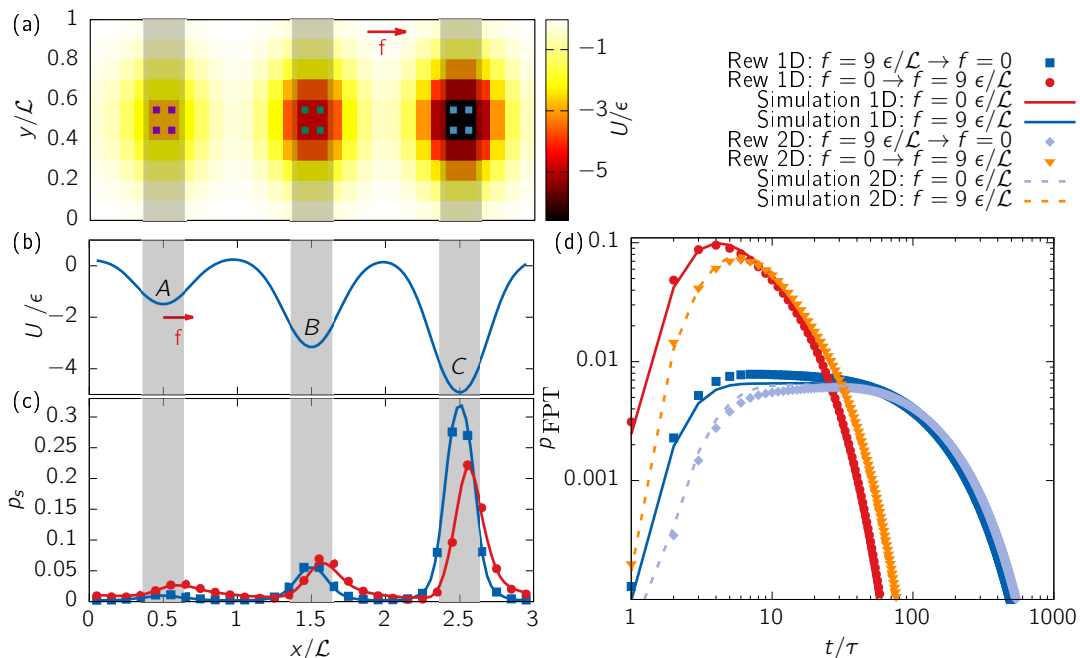 (a)
1
0.8
0.6
0.4
0.2
0
y/ℒ
f
−1
−3
−5
U/ϵ
(b)
0
−2
−4
U/ϵ
A
B
C
f
(c)
0.3
0.25
0.2
0.15
0.1
0.05
0
p_s
0 0.5 1 1.5 2 2.5 3
x/ℒ
Rew 1D: f = 9 ϵ/ℒ → f = 0
Rew 1D: f = 0 → f = 9 ϵ/ℒ
Simulation 1D: f = 0 ϵ/ℒ
Simulation 1D: f = 9 ϵ/ℒ
Rew 2D: f = 9 ϵ/ℒ → f = 0
Rew 2D: f = 0 → f = 9 ϵ/ℒ
Simulation 2D: f = 0 ϵ/ℒ
Simulation 2D: f = 9 ϵ/ℒ
(d)
0.1
0.01
0.001
p_FPT
1 10 100 1000
t/τ